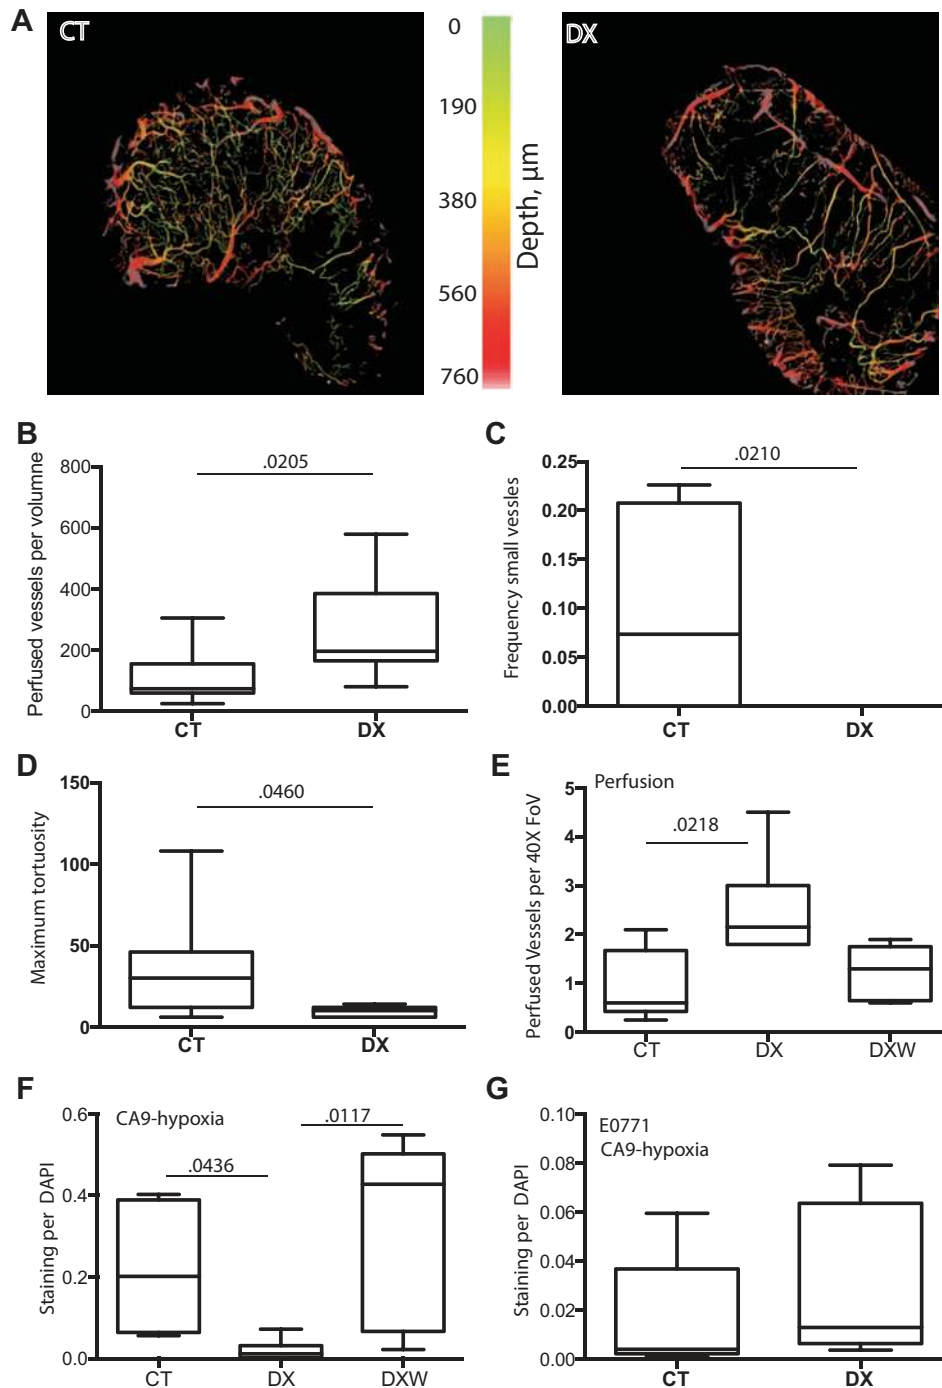 A
CT
0
190
380
560
760
Depth, µm
DX
B
Perfused vessels per volumne
800
600
400
200
0
.0205
CT
DX
C
Frequency small vessles
0.25
0.20
0.15
0.10
0.05
0.00
.0210
CT
DX
D
Maximum tortuosity
150
100
50
0
.0460
CT
DX
E
Perfused Vessels per 40X FoV
5
4
3
2
1
0
Perfusion
.0218
CT
DX
DXW
F
Staining per DAPI
0.6
0.4
0.2
0.0
CA9-hypoxia
.0436
.0117
CT
DX
DXW
G
Staining per DAPI
0.10
0.08
0.06
0.04
0.02
0.00
E0771
CA9-hypoxia
CT
DX